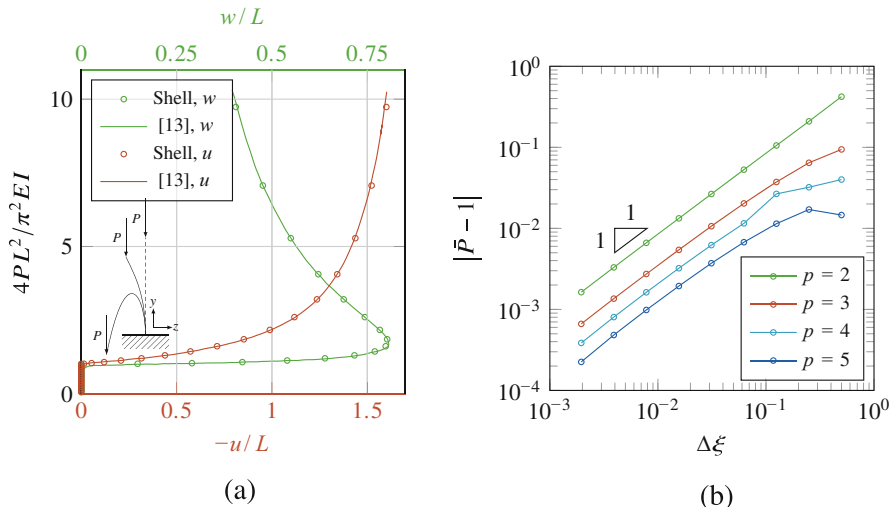 w/L
0 0.25 0.5 0.75
10
5
0
4PL²/π²EI
Shell, w
[13], w
Shell, u
[13], u
P
P
P
y
z
0 0.5 1 1.5
−u/L
(a)
10⁰
10⁻¹
10⁻²
10⁻³
10⁻⁴
|P̄ − 1|
1
1
p = 2
p = 3
p = 4
p = 5
10⁻³ 10⁻² 10⁻¹ 10⁰
Δξ
(b)